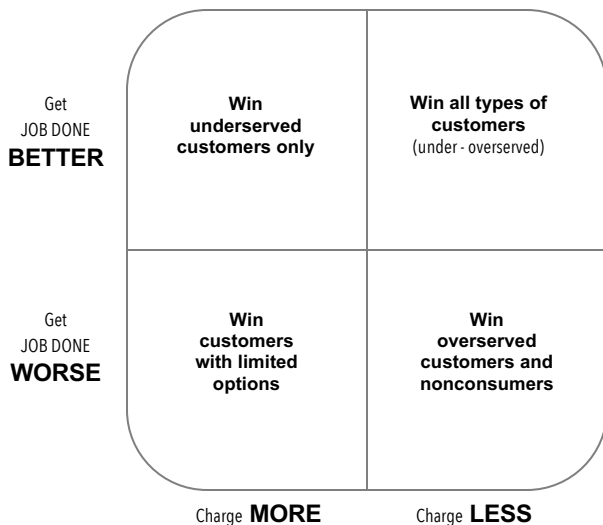 Get
JOB DONE
BETTER
Win
underserved
customers only
Win all types of
customers
(under - overserved)
Get
JOB DONE
WORSE
Win
customers
with limited
options
Win
overserved
customers and
nonconsumers
Charge MORE
Charge LESS